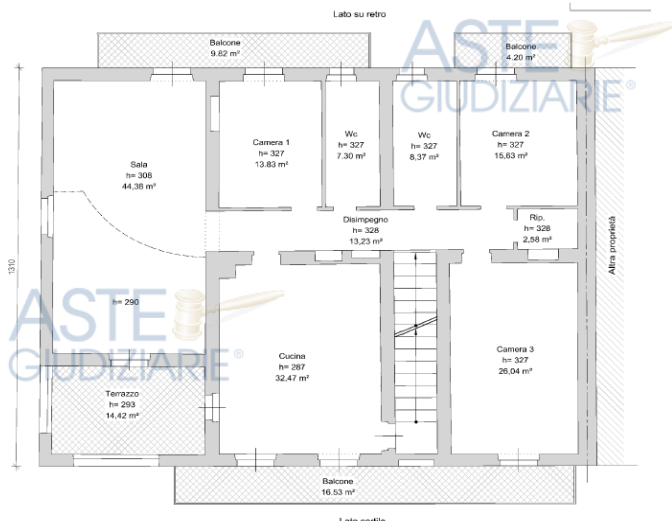 Lato su retro
Balcone
9.82 m²
Balcone
4.20 m²
ASTE
GIUDIZIARIE®
Camera 1
h= 327
13.83 m²
Wc
h= 327
7.30 m²
Wc
h= 327
8,37 m²
Camera 2
h= 327
15,63 m²
Sala
h= 308
44,38 m²
Disimpegno
h= 328
13,23 m²
Rip.
h= 328
2,58 m²
Altra proprietà
1310
h= 290
ASTE
GIUDIZIARIE®
Cucina
h= 287
32,47 m²
Camera 3
h= 327
26,04 m²
Terrazzo
h= 293
14,42 m²
Balcone
16.53 m²
Lato cortile